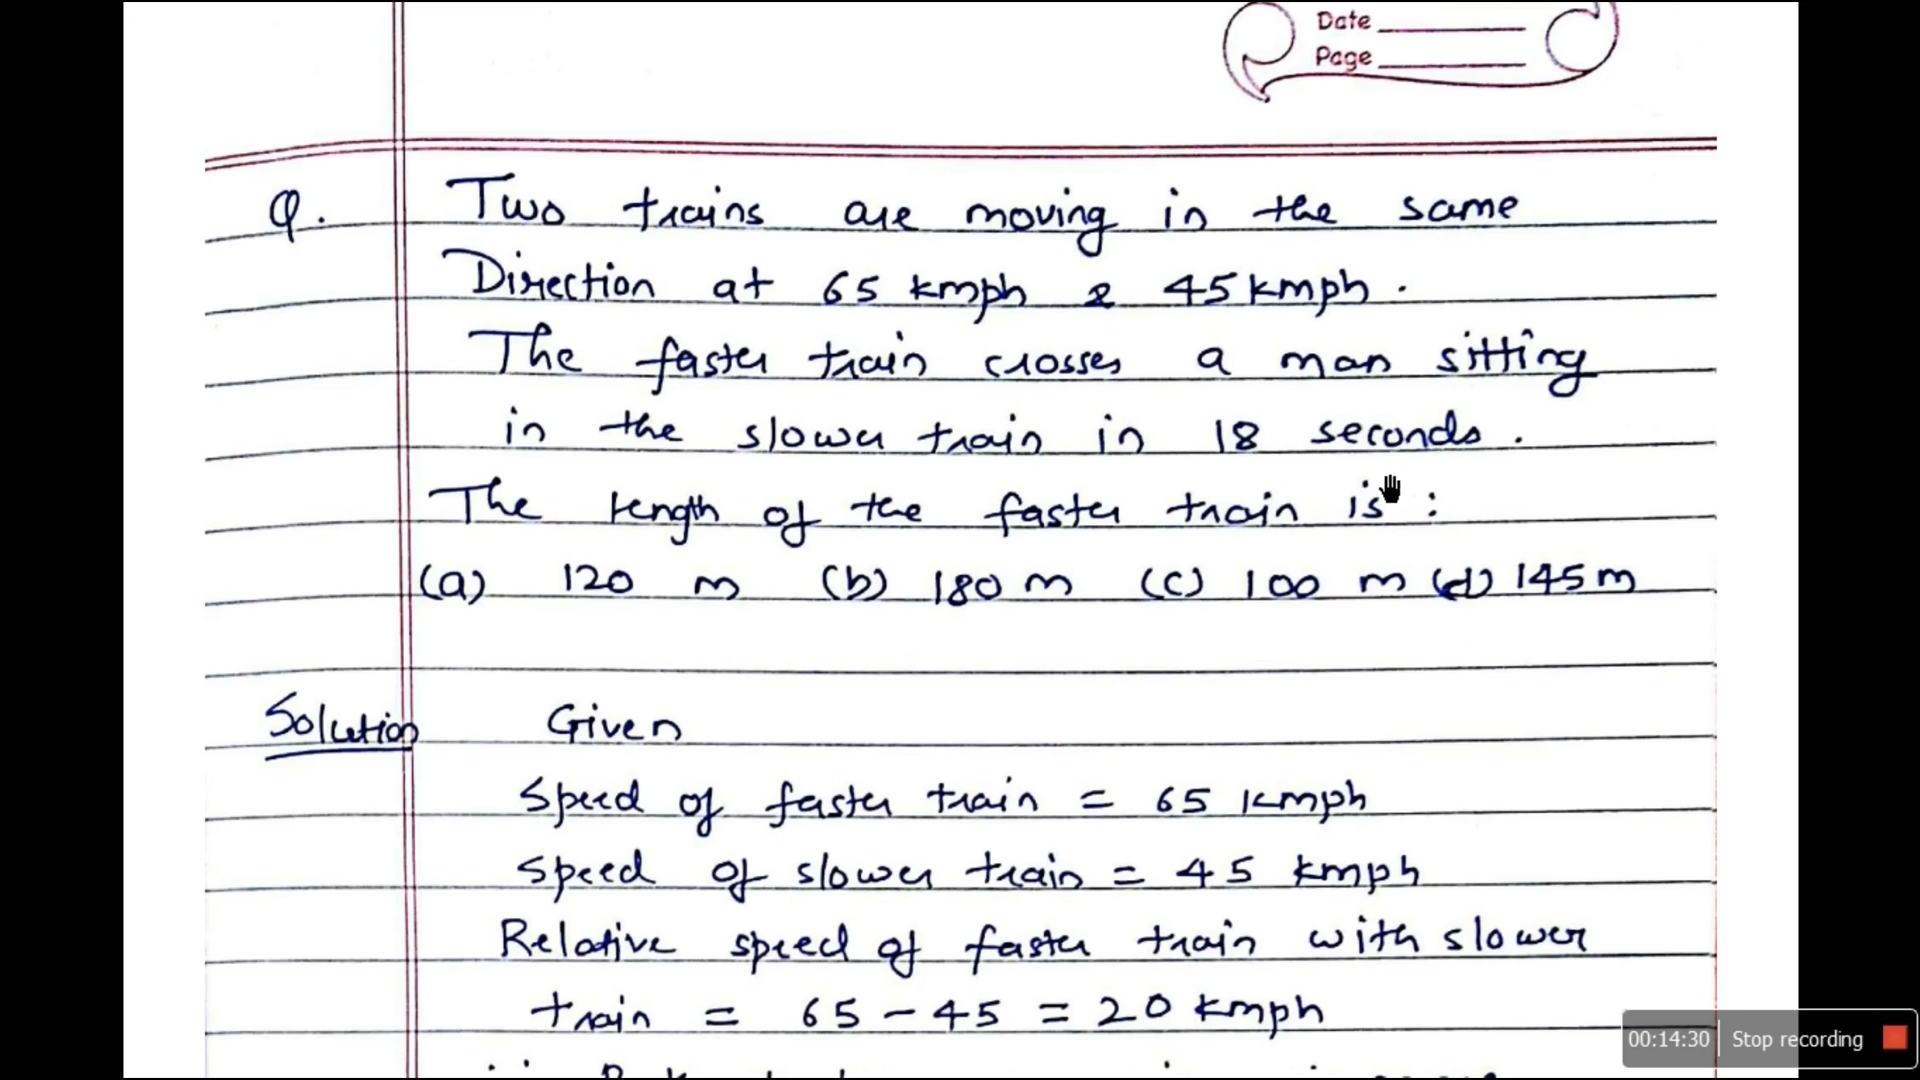 Date
Page
Q. Two trains are moving in the same
Direction at 65 kmph & 45 kmph.
The faster train crosses a man sitting
in the slower train in 18 seconds.
The length of the faster train is:
(a) 120 m (b) 180 m (c) 100 m (d) 145 m
Solution Given
Speed of faster train = 65 kmph
Speed of slower train = 45 kmph
Relative speed of faster train with slower
train = 65 - 45 = 20 kmph
00:14:30 Stop recording